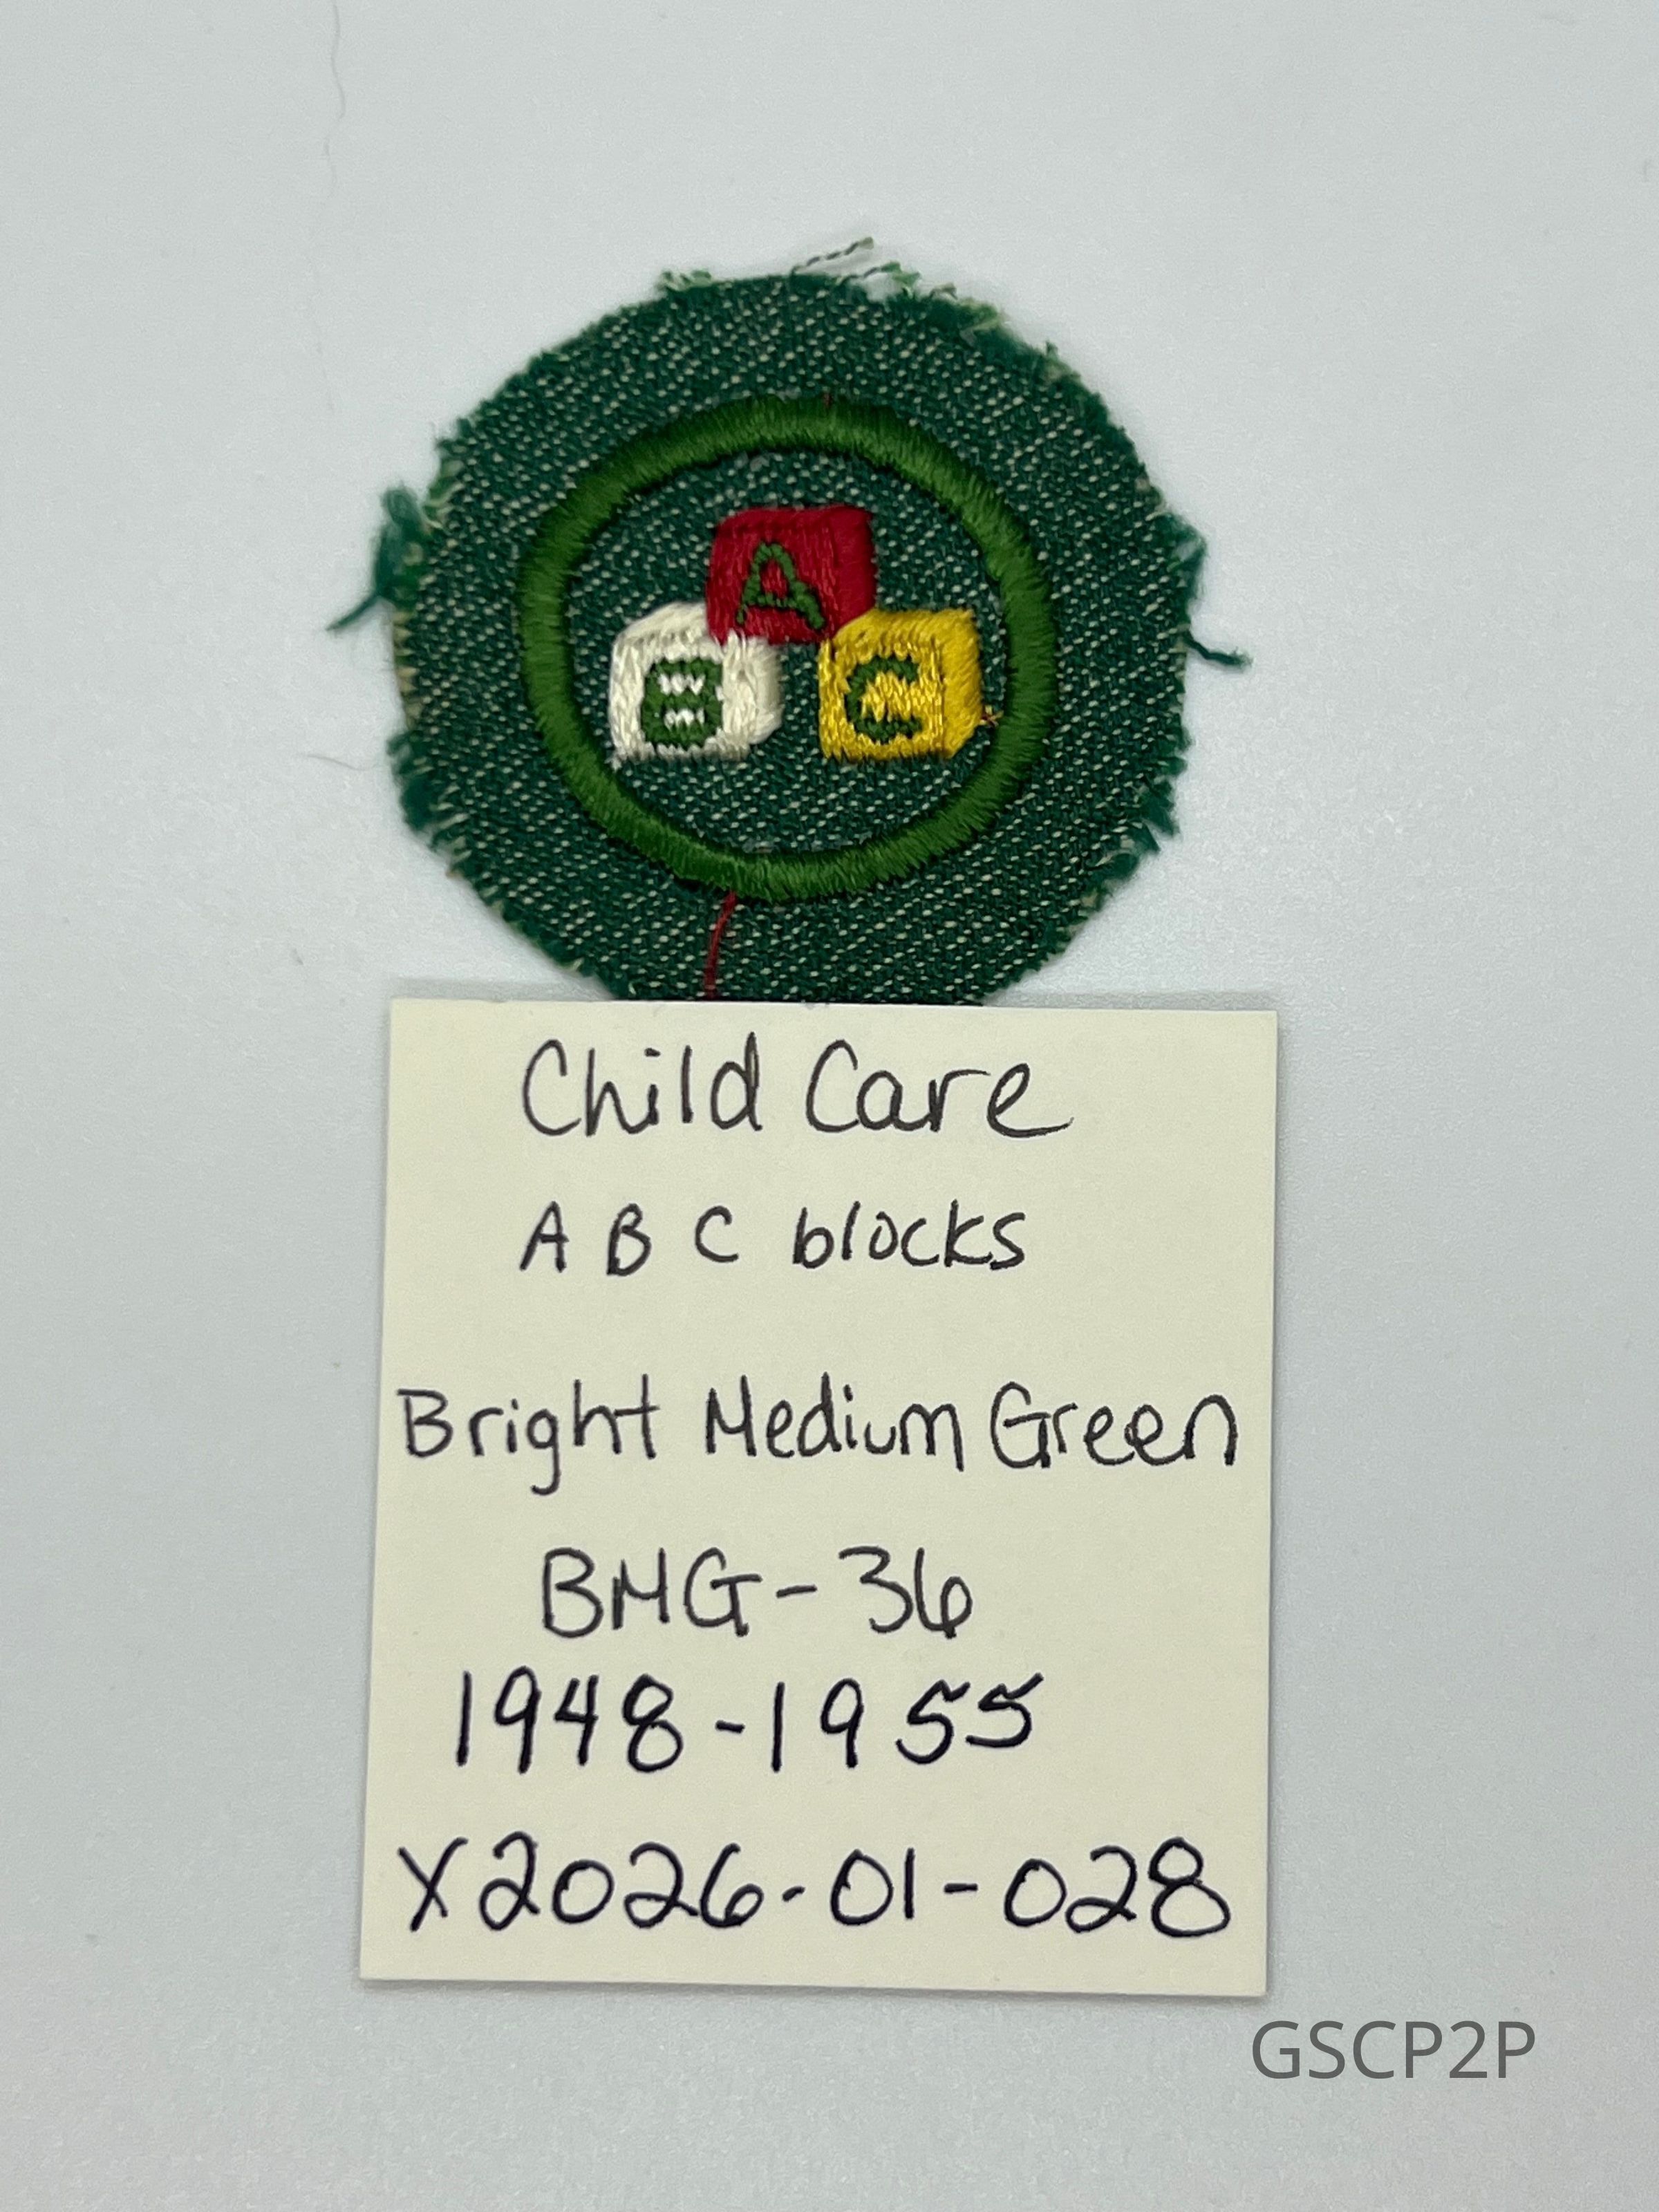 A
B C
Child Care
A B C blocks
Bright Medium Green
BMG-36
1948-1955
X2026-01-028
GSCP2P